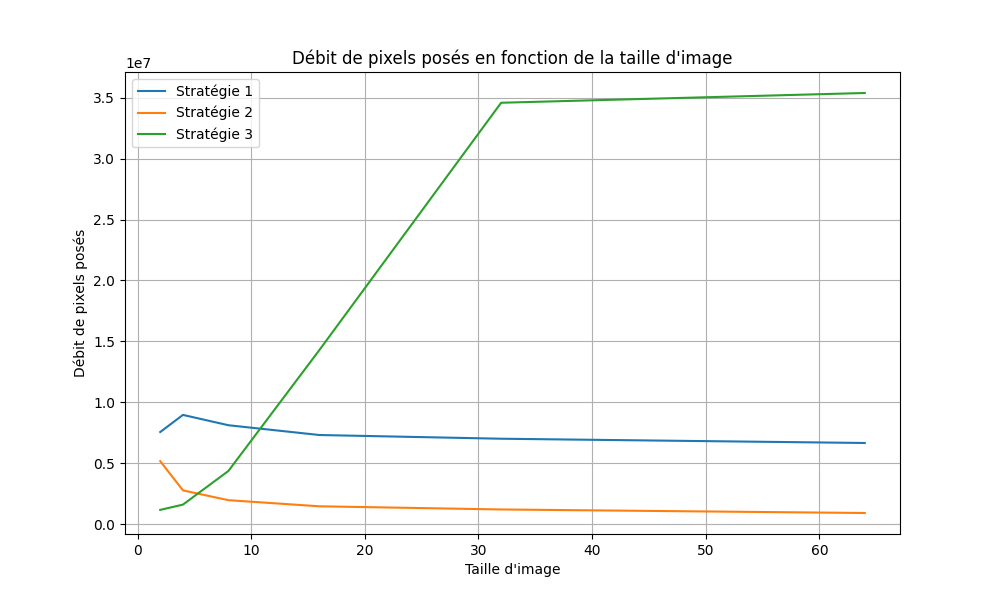 Débit de pixels posés en fonction de la taille d'image
1e7
Stratégie 1
Stratégie 2
Stratégie 3
3.5
3.0
2.5
2.0
1.5
1.0
0.5
0.0
Débit de pixels posés
0 10 20 30 40 50 60
Taille d'image